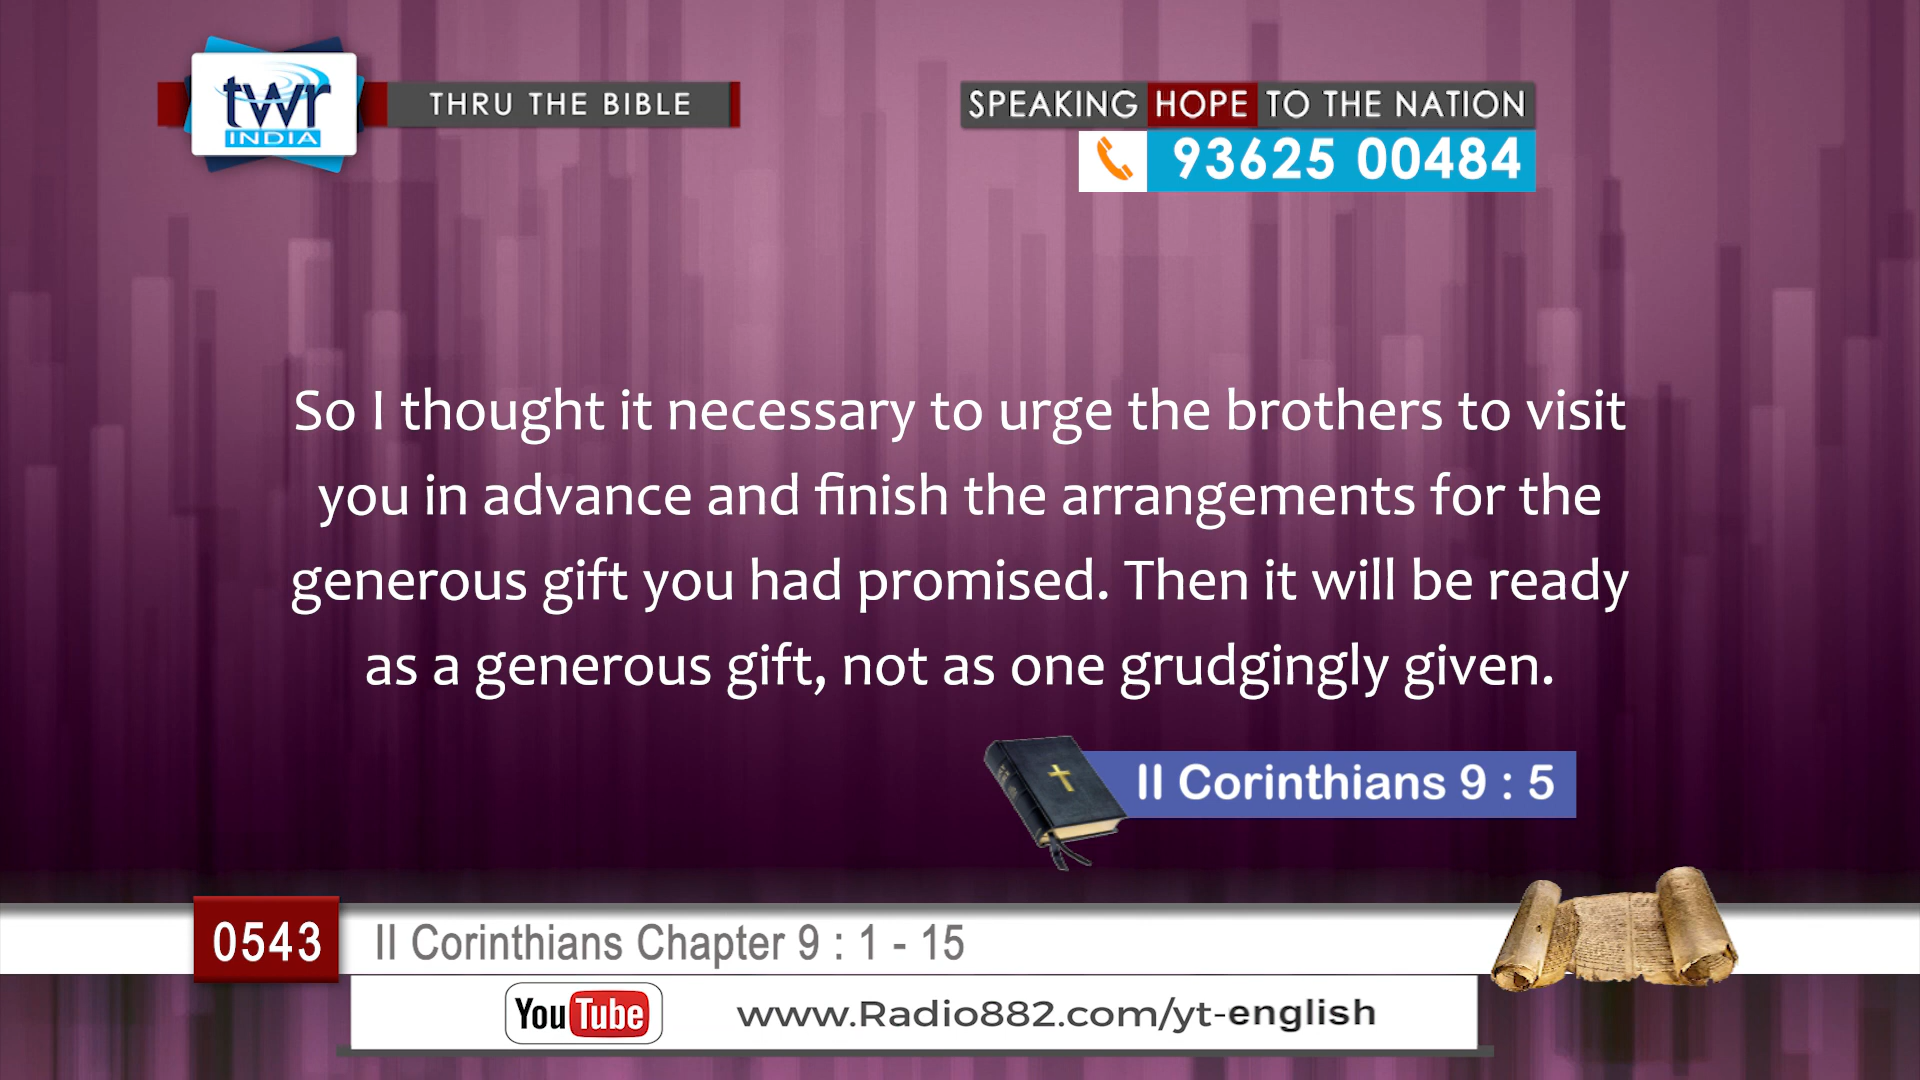 twr
INDIA
THRU THE BIBLE
SPEAKING HOPE TO THE NATION
93625 00484
So I thought it necessary to urge the brothers to visit
you in advance and finish the arrangements for the
generous gift you had promised. Then it will be ready
as a generous gift, not as one grudgingly given.
II Corinthians 9 : 5
0543
II Corinthians Chapter 9 : 1 - 15
YouTube
www.Radio882.com/yt-english